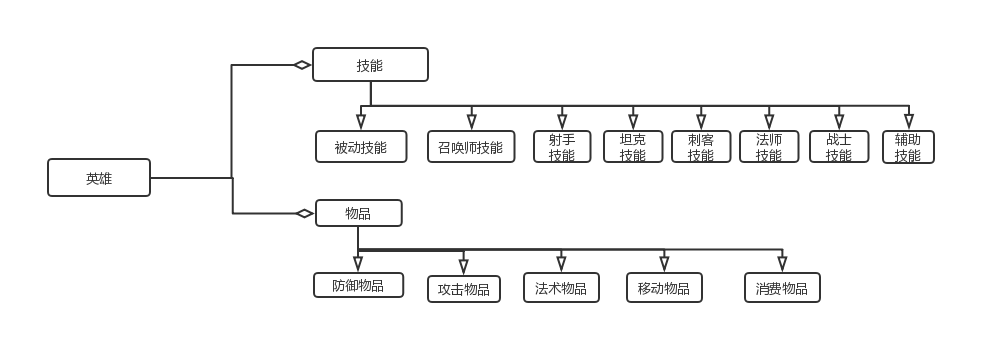 技能
被动技能
召唤师技能
射手
技能
坦克
技能
刺客
技能
法师
技能
战士
技能
辅助
技能
英雄
物品
防御物品
攻击物品
法术物品
移动物品
消费物品